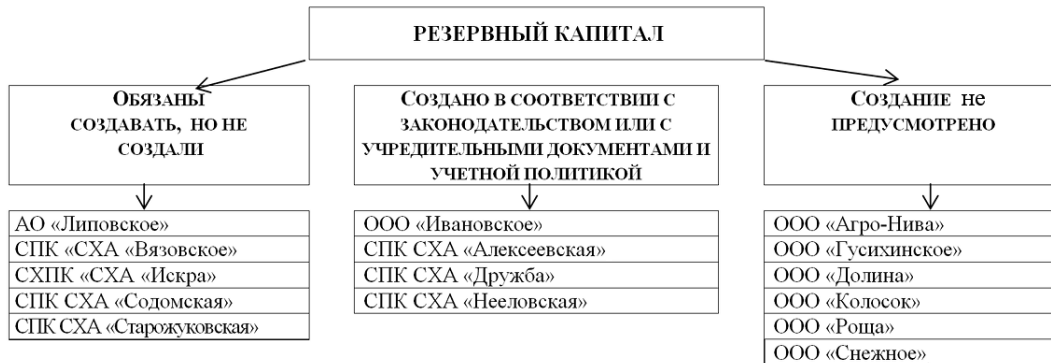 РЕЗЕРВНЫЙ КАПИТАЛ
ОБЯЗАНЫ
СОЗДАВАТЬ, НО НЕ
СОЗДАЛИ
АО «Липовское»
СПК «СХА «Вязовское»
СХПК «СХА «Искра»
СПК СХА «Содомская»
СПК СХА «Старожуковская»
СОЗДАНО В СООТВЕТСТВИИ С
ЗАКОНОДАТЕЛЬСТВОМ ИЛИ С
УЧРЕДИТЕЛЬНЫМИ ДОКУМЕНТАМИ И
УЧЕТНОЙ ПОЛИТИКОЙ
ООО «Ивановское»
СПК СХА «Алексеевская»
СПК СХА «Дружба»
СПК СХА «Нееловская»
СОЗДАНИЕ не
ПРЕДУСМОТРЕНО
ООО «Агро-Нива»
ООО «Гусихинское»
ООО «Долина»
ООО «Колосок»
ООО «Роща»
ООО «Снежное»